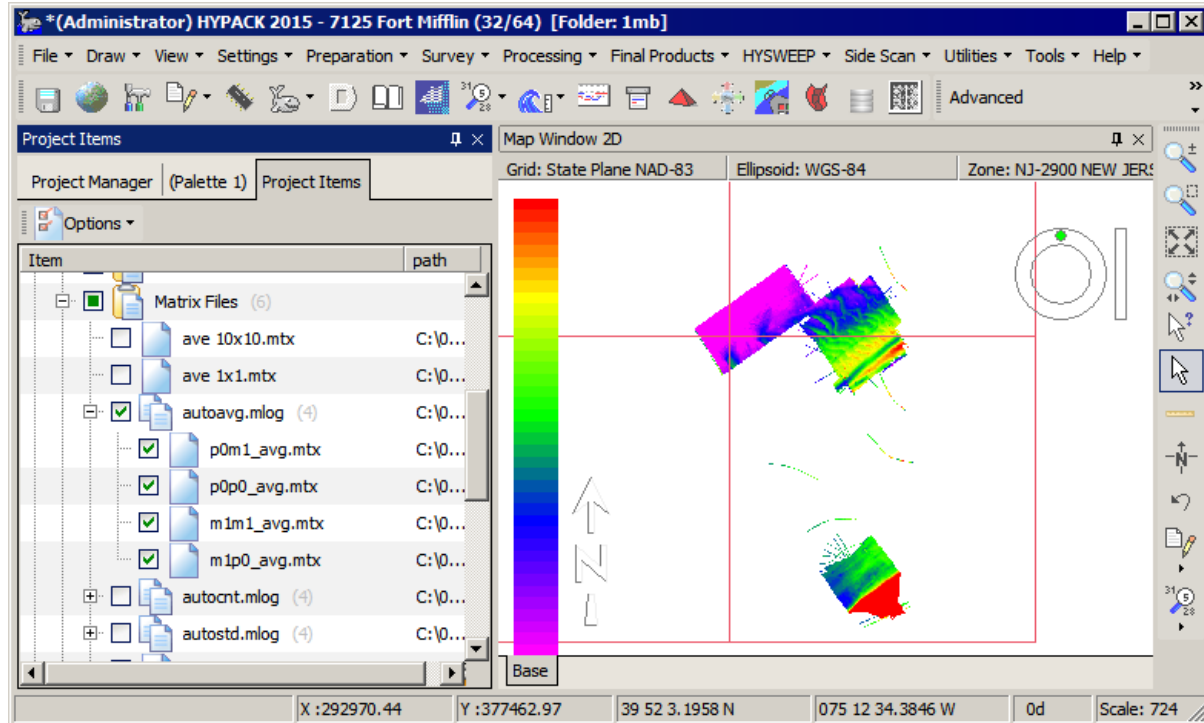 *(Administrator) HYPACK 2015 - 7125 Fort Mifflin (32/64) [Folder: 1mb]
File Draw View Settings Preparation Survey Processing Final Products HYSWEEP Side Scan Utilities Tools Help
Advanced
Project Items
Project Manager (Palette 1) Project Items
Options
Item path
Matrix Files (6)
ave 10x10.mtx C:\0...
ave 1x1.mtx C:\0...
autoavg.mlog (4) C:\0...
p0m1_avg.mtx C:\0...
p0p0_avg.mtx C:\0...
m1m1_avg.mtx C:\0...
m1p0_avg.mtx C:\0...
autocnt.mlog (4) C:\0...
autostd.mlog (4) C:\0...
Map Window 2D
Grid: State Plane NAD-83 Ellipsoid: WGS-84 Zone: NJ-2900 NEW JERS
N
Base
X :292970.44 Y :377462.97 39 52 3.1958 N 075 12 34.3846 W 0d Scale: 724